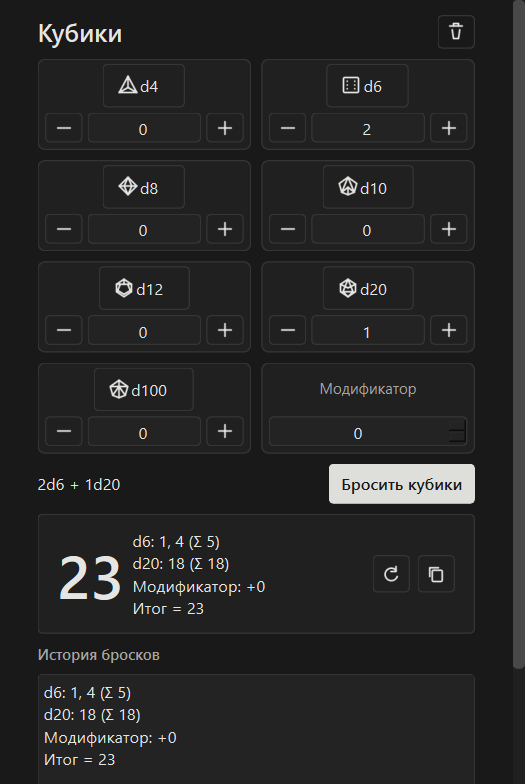 Кубики
d4
d6
0
2
d8
d10
0
0
d12
d20
0
1
d100
Модификатор
0
0
2d6 + 1d20
Бросить кубики
23
d6: 1, 4 (Σ 5)
d20: 18 (Σ 18)
Модификатор: +0
Итог = 23
История бросков
d6: 1, 4 (Σ 5)
d20: 18 (Σ 18)
Модификатор: +0
Итог = 23